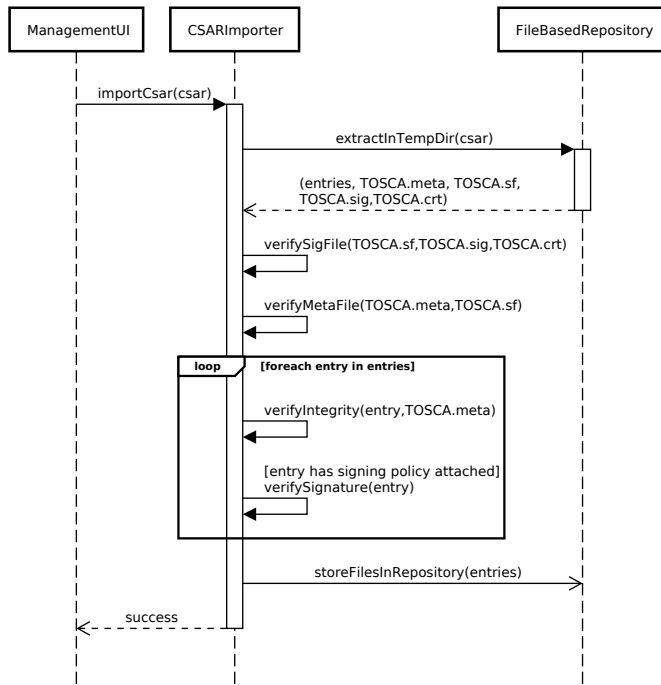 ManagementUI
CSARImporter
FileBasedRepository
importCsar(csar)
extractInTempDir(csar)
(entries, TOSCA.meta, TOSCA.sf,
TOSCA.sig,TOSCA.crt)
verifySigFile(TOSCA.sf,TOSCA.sig,TOSCA.crt)
verifyMetaFile(TOSCA.meta,TOSCA.sf)
loop
[foreach entry in entries]
verifyIntegrity(entry,TOSCA.meta)
[entry has signing policy attached]
verifySignature(entry)
storeFilesInRepository(entries)
success